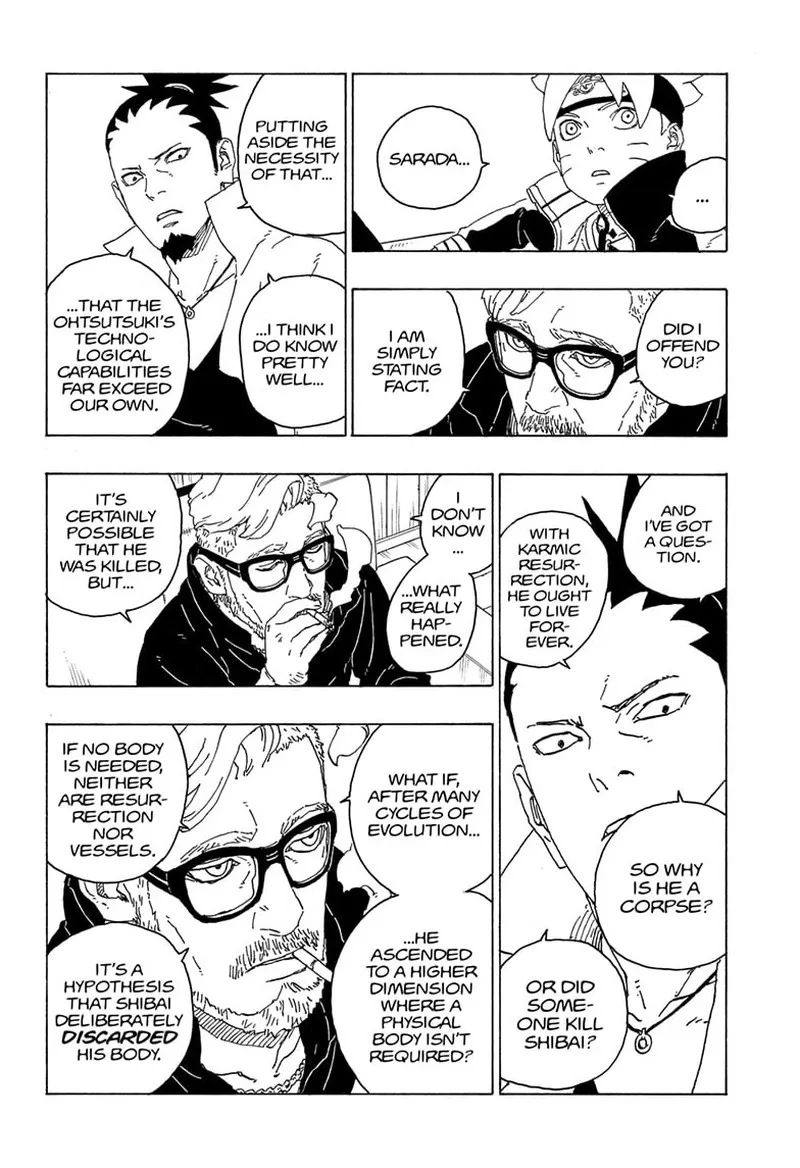 ...
SARADA...
DID I
OFFEND
YOU?
I AM
SIMPLY
STATING
FACT.
PUTTING
ASIDE THE
NECESSITY
OF THAT...
...I THINK I
DO KNOW
PRETTY
WELL...
...THAT THE
OHTSUTSUKI'S
TECHNO-
LOGICAL
CAPABILITIES
FAR EXCEED
OUR OWN.
AND
I'VE GOT
A QUES-
TION.
WITH
KARMIC
RESUR-
RECTION,
HE OUGHT
TO LIVE
FOR-
EVER.
SO WHY
IS HE A
CORPSE?
OR DID
SOME-
ONE KILL
SHIBAI?
I
DON'T
KNOW
...
...WHAT
REALLY
HAP-
PENED.
IT'S
CERTAINLY
POSSIBLE
THAT HE
WAS KILLED,
BUT...
WHAT IF,
AFTER MANY
CYCLES OF
EVOLUTION...
...HE
ASCENDED
TO A HIGHER
DIMENSION
WHERE A
PHYSICAL
BODY ISN'T
REQUIRED?
IF NO BODY
IS NEEDED,
NEITHER
ARE RESUR-
RECTION
NOR
VESSELS.
IT'S A
HYPOTHESIS
THAT SHIBAI
DELIBERATELY
DISCARDED
HIS BODY.